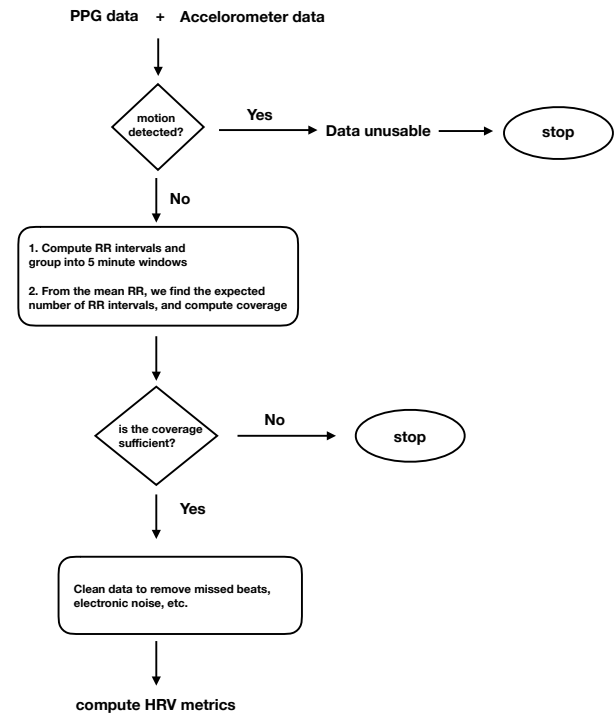 PPG data + Accelorometer data
motion
detected?
Yes
Data unusable
stop
No
1. Compute RR intervals and
group into 5 minute windows
2. From the mean RR, we find the expected
number of RR intervals, and compute coverage
is the coverage
sufficient?
No
stop
Yes
Clean data to remove missed beats,
electronic noise, etc.
compute HRV metrics